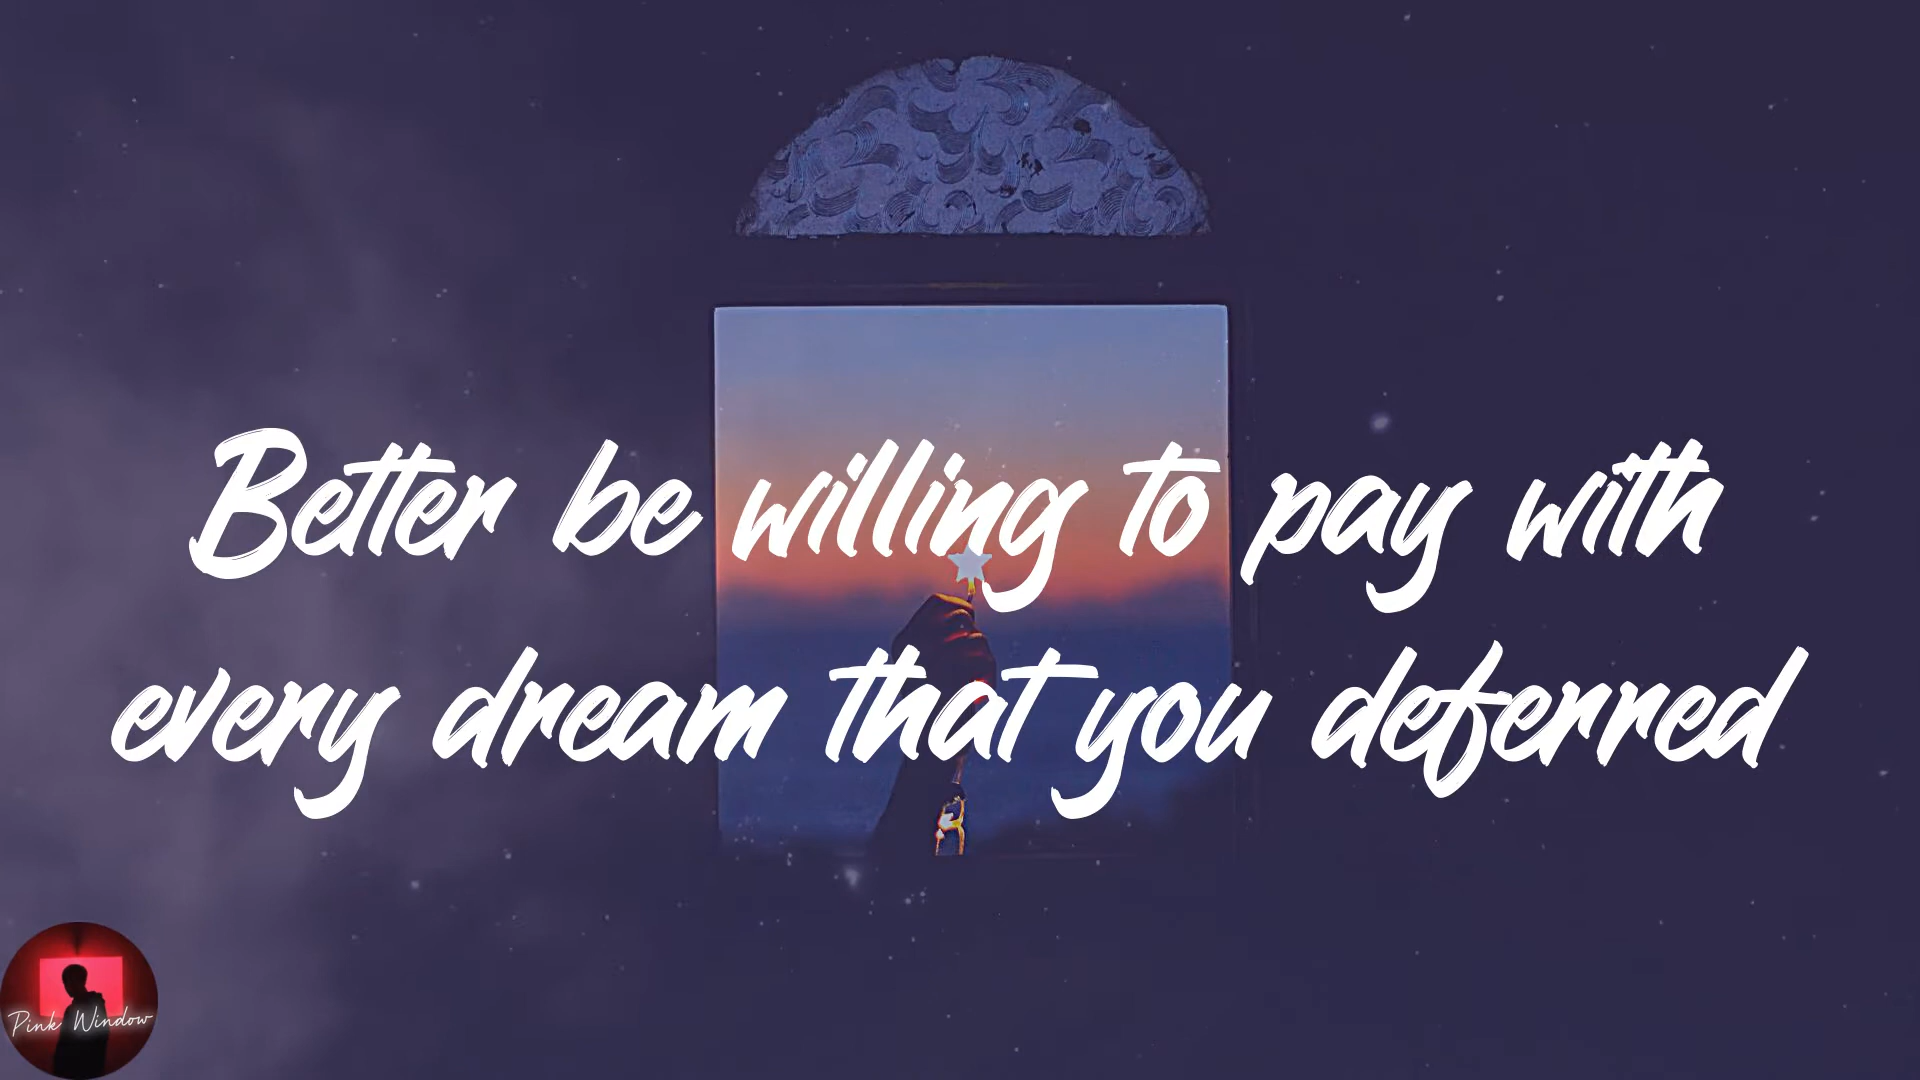 Better be willing to pay with
every dream that you deferred
Pink Window